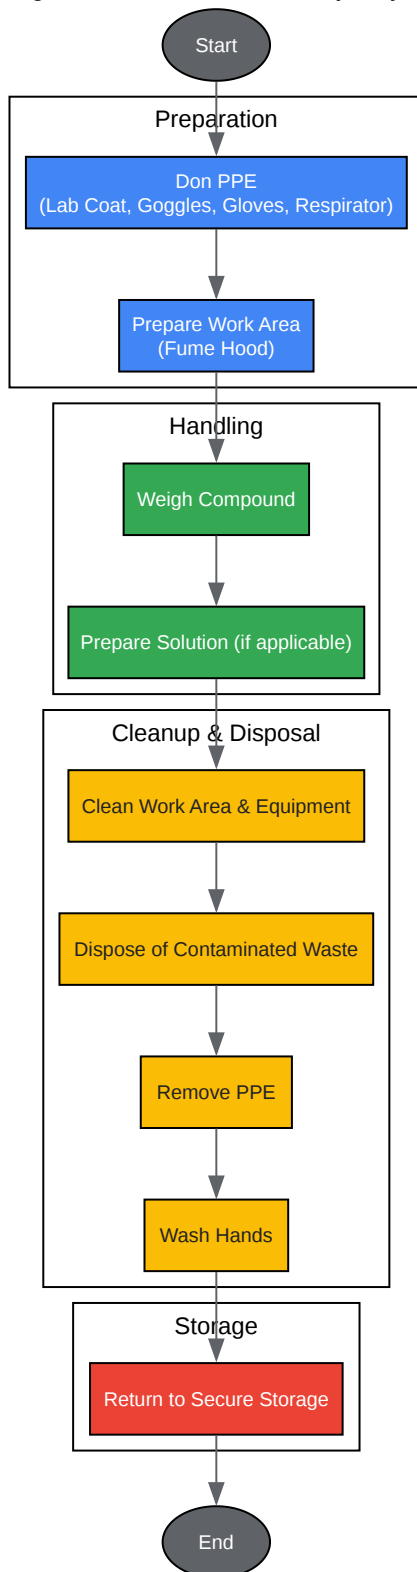 Start
Preparation
Don PPE
(Lab Coat, Goggles, Gloves, Respirator)
Prepare Work Area
(Fume Hood)
Handling
Weigh Compound
Prepare Solution (if applicable)
Cleanup & Disposal
Clean Work Area & Equipment
Dispose of Contaminated Waste
Remove PPE
Wash Hands
Storage
Return to Secure Storage
End